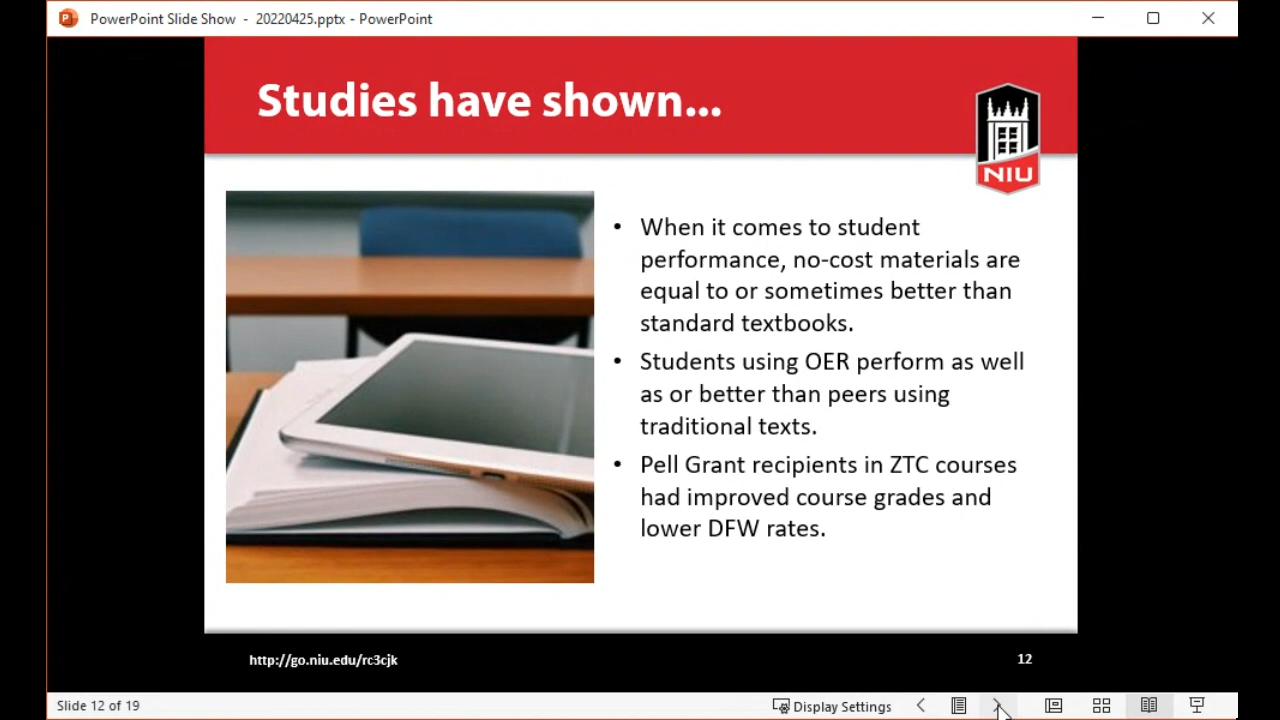 PowerPoint Slide Show - 20220425.pptx - PowerPoint
Studies have shown...
NIU
• When it comes to student
performance, no-cost materials are
equal to or sometimes better than
standard textbooks.
• Students using OER perform as well
as or better than peers using
traditional texts.
• Pell Grant recipients in ZTC courses
had improved course grades and
lower DFW rates.
http://go.niu.edu/rc3cjk
12
Slide 12 of 19
Display Settings